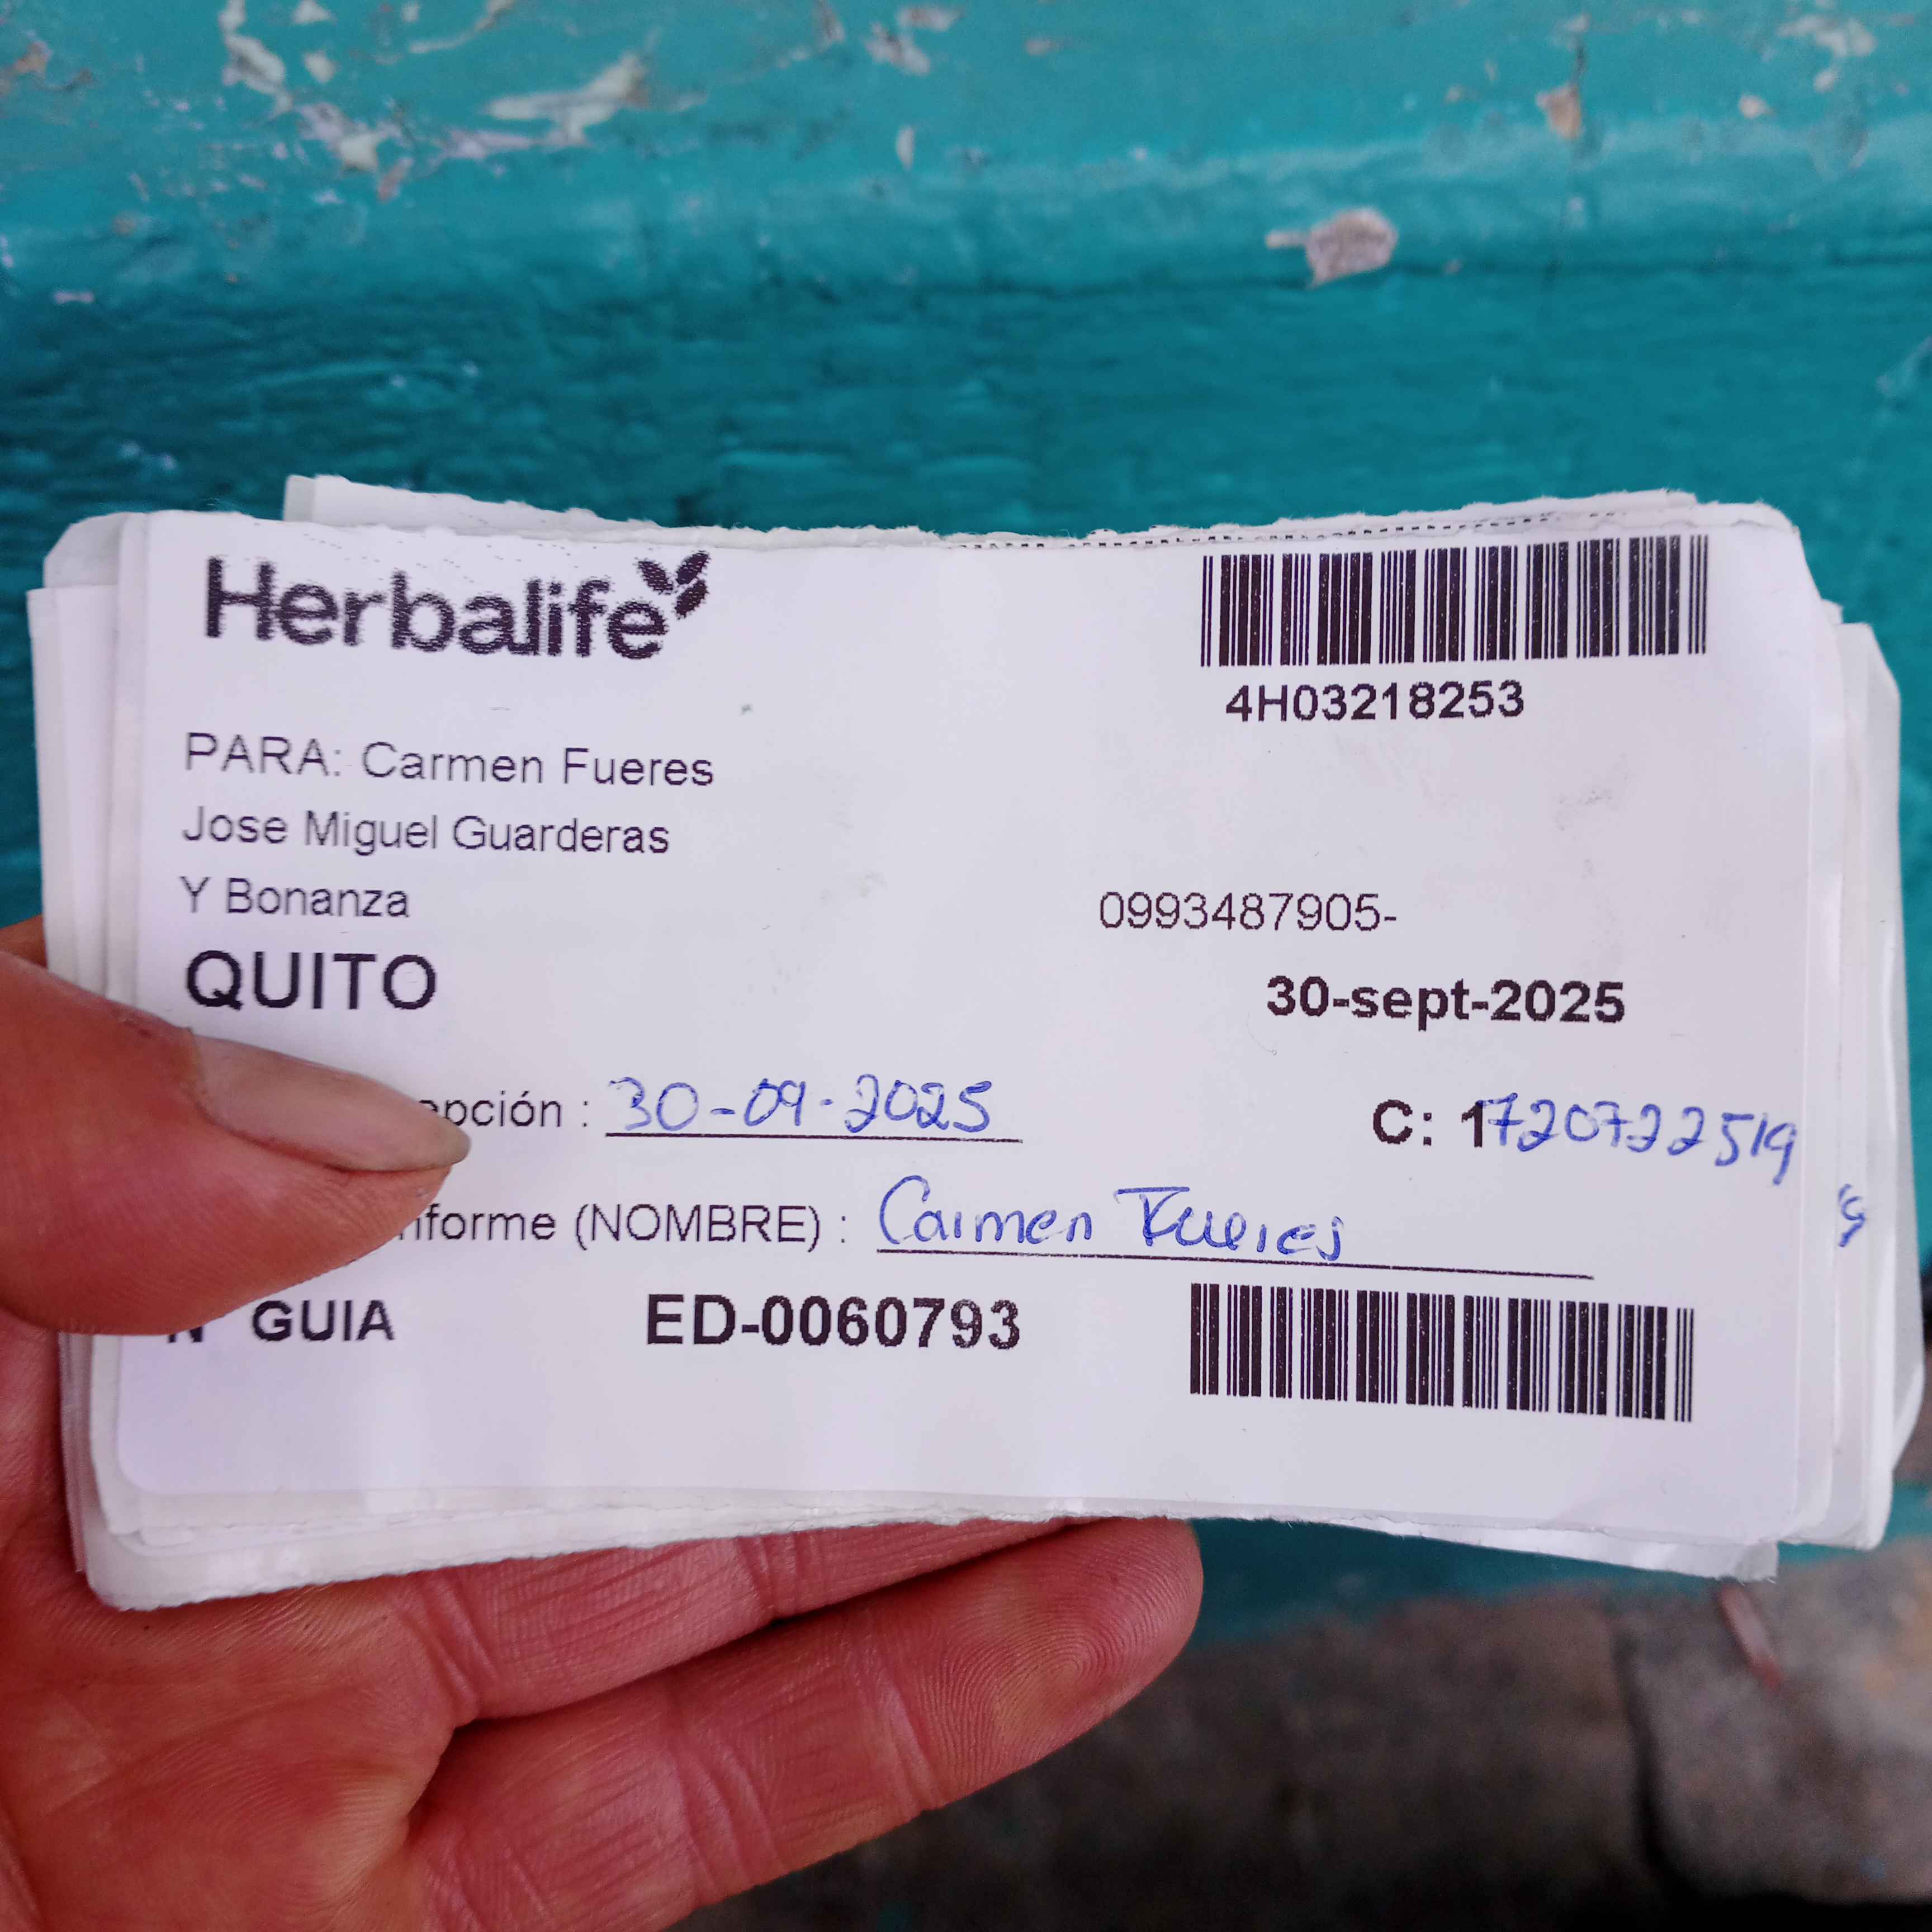 Herbalife
4H03218253
PARA: Carmen Fueres
Jose Miguel Guarderas
Y Bonanza
0993487905-
QUITO
30-sept-2025
epción : 30-09-2025
C: 1720722519
nforme (NOMBRE) : Carmen Fueres
N° GUIA ED-0060793